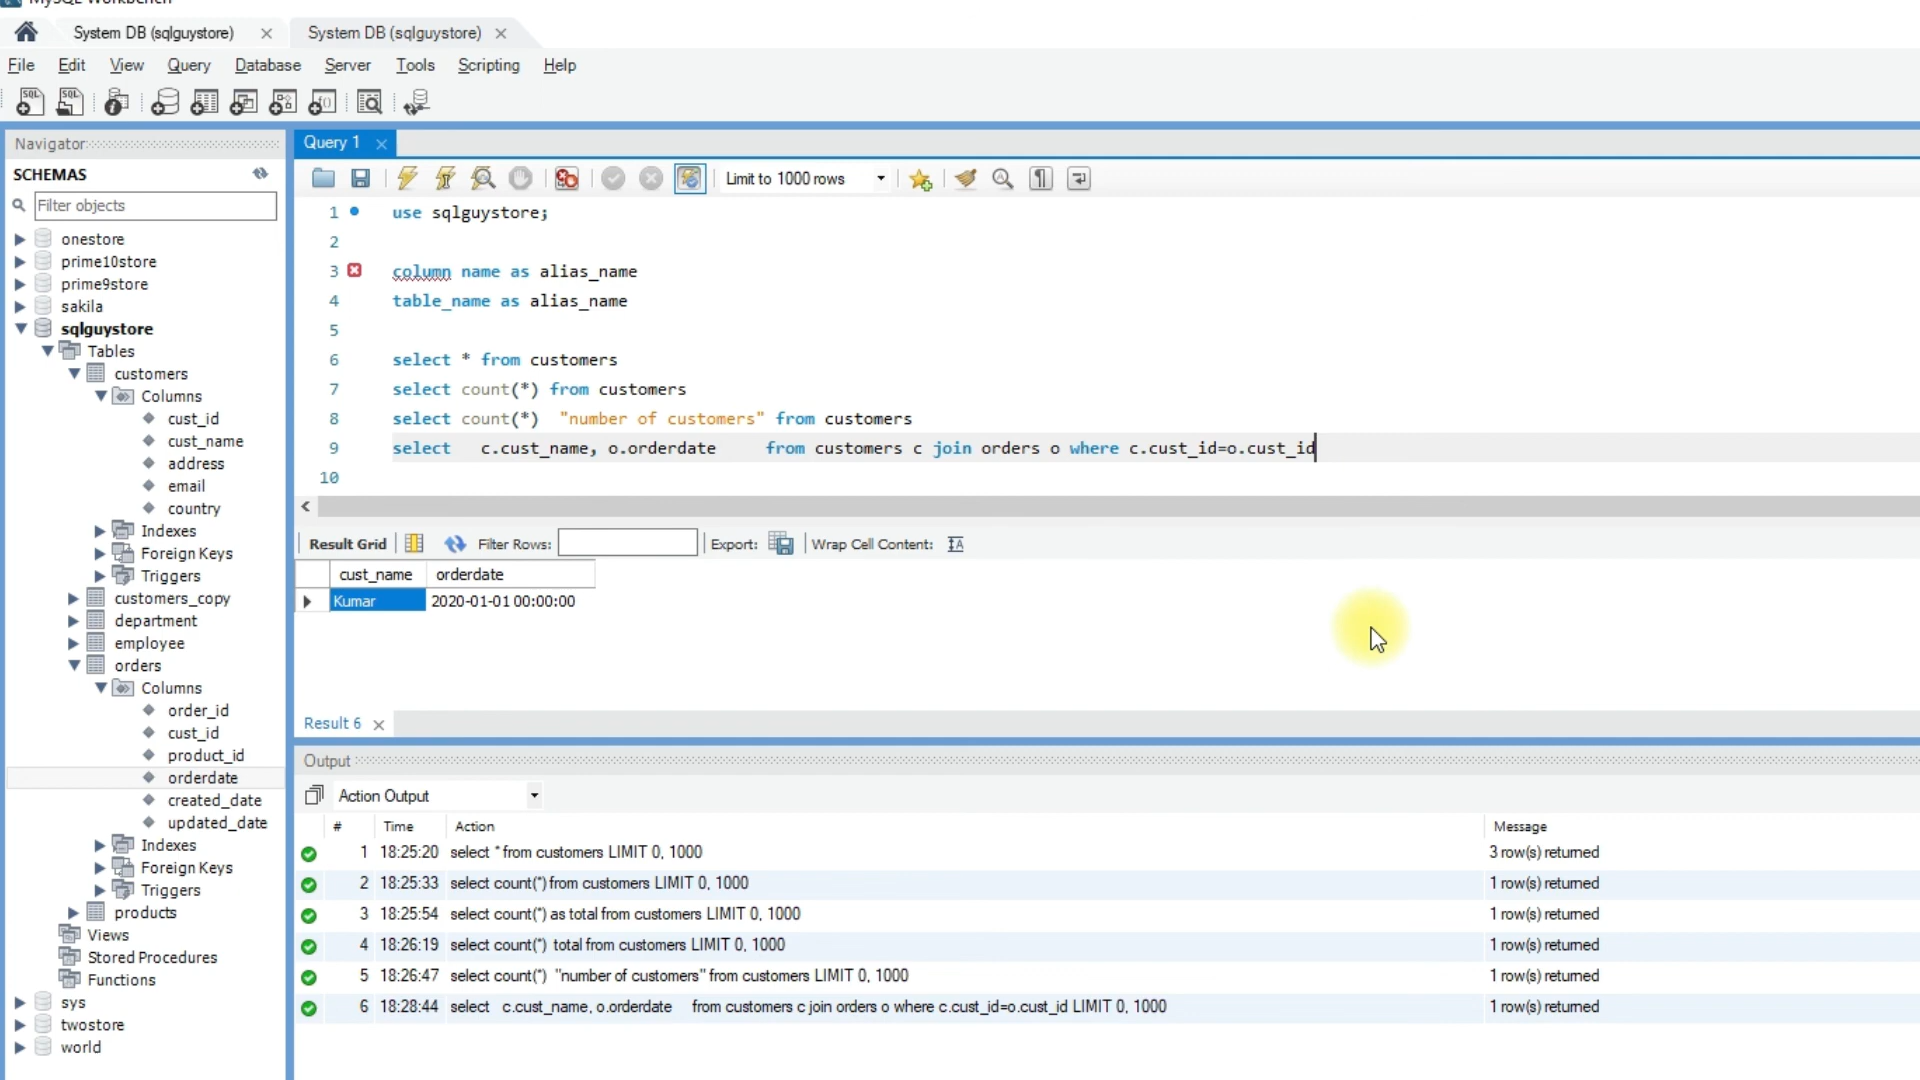 MySQL Workbench
System DB (sqlguystore)
System DB (sqlguystore)
File Edit View Query Database Server Tools Scripting Help
SQL SQL
Navigator
SCHEMAS
Filter objects
onestore
prime10store
prime9store
sakila
sqlguystore
Tables
customers
Columns
cust_id
cust_name
address
email
country
Indexes
Foreign Keys
Triggers
customers_copy
department
employee
orders
Columns
order_id
cust_id
product_id
orderdate
created_date
updated_date
Indexes
Foreign Keys
Triggers
products
Views
Stored Procedures
Functions
sys
twostore
world
Query 1
Limit to 1000 rows
1 use sqlguystore;
2
3 column name as alias_name
4 table_name as alias_name
5
6 select * from customers
7 select count(*) from customers
8 select count(*)  "number of customers" from customers
9 select   c.cust_name, o.orderdate     from customers c join orders o where c.cust_id=o.cust_id
10
Result Grid Filter Rows: Export: Wrap Cell Content:
cust_name orderdate
Kumar 2020-01-01 00:00:00
Result 6
Output
Action Output
# Time Action Message
1 18:25:20 select * from customers LIMIT 0, 1000 3 row(s) returned
2 18:25:33 select count(*) from customers LIMIT 0, 1000 1 row(s) returned
3 18:25:54 select count(*) as total from customers LIMIT 0, 1000 1 row(s) returned
4 18:26:19 select count(*)  total from customers LIMIT 0, 1000 1 row(s) returned
5 18:26:47 select count(*)  "number of customers" from customers LIMIT 0, 1000 1 row(s) returned
6 18:28:44 select   c.cust_name, o.orderdate     from customers c join orders o where c.cust_id=o.cust_id LIMIT 0, 1000 1 row(s) returned